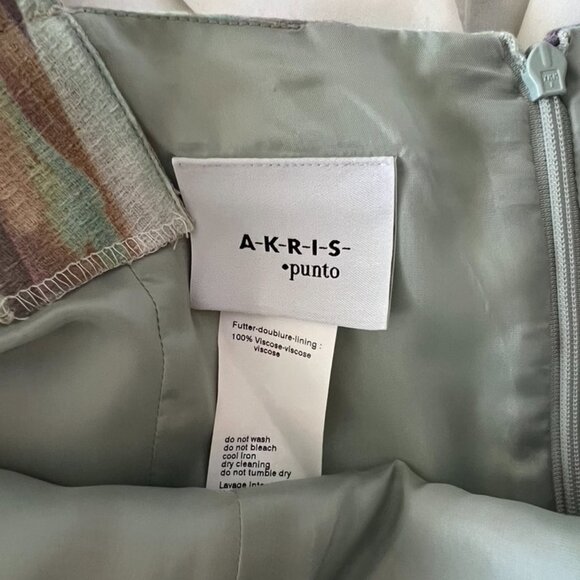 A-K-R-I-S-
•punto
Futter-doublure-lining :
100% Viscose-viscose
viscose
do not wash
do not bleach
cool iron
dry cleaning
do not tumble dry
Lavage